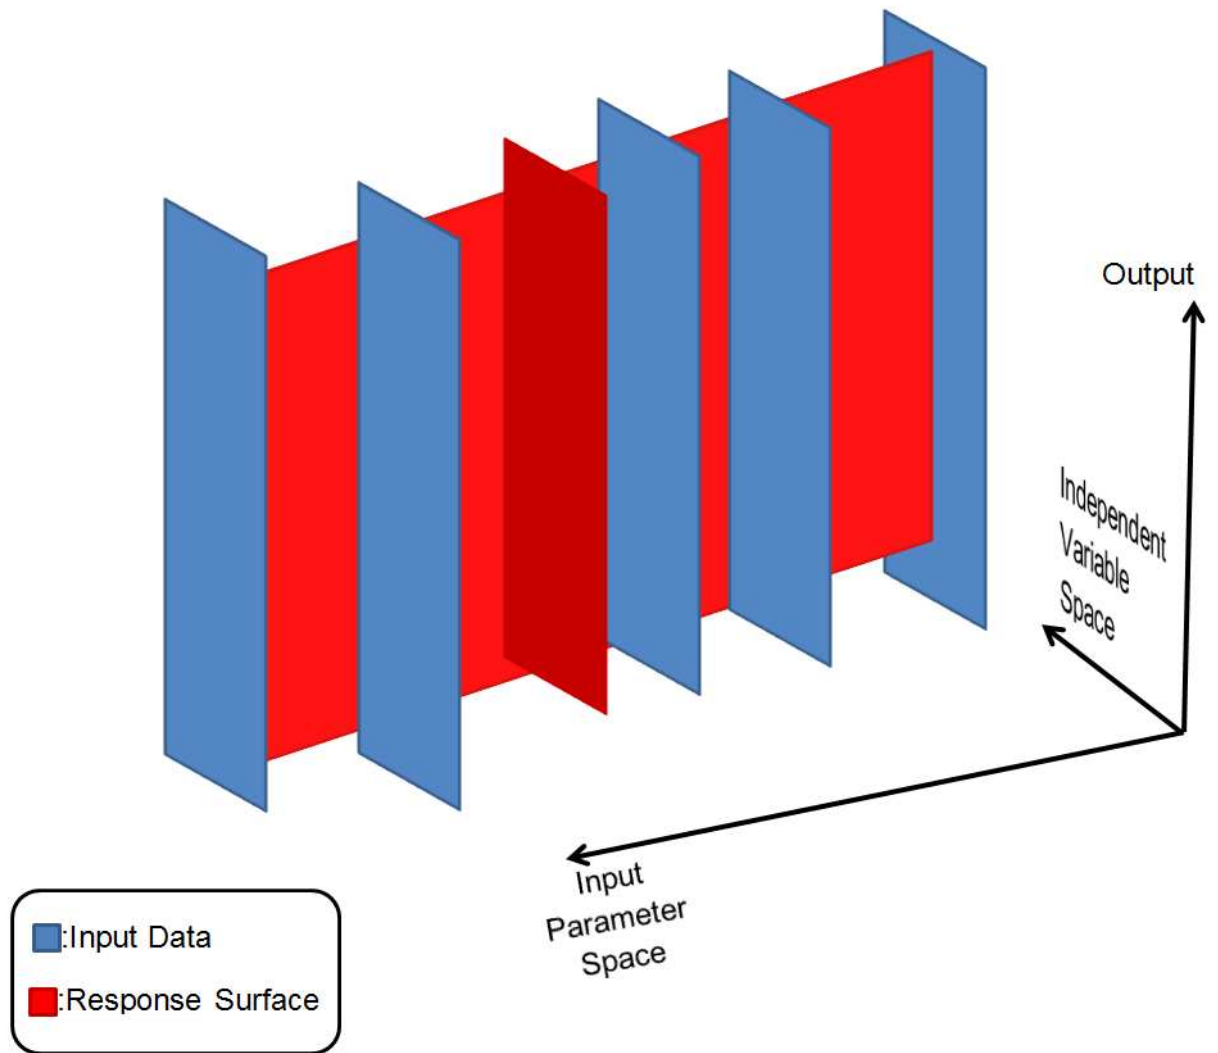 Output
Independent
Variable
Space
Input
Parameter
Space
:Input Data
:Response Surface